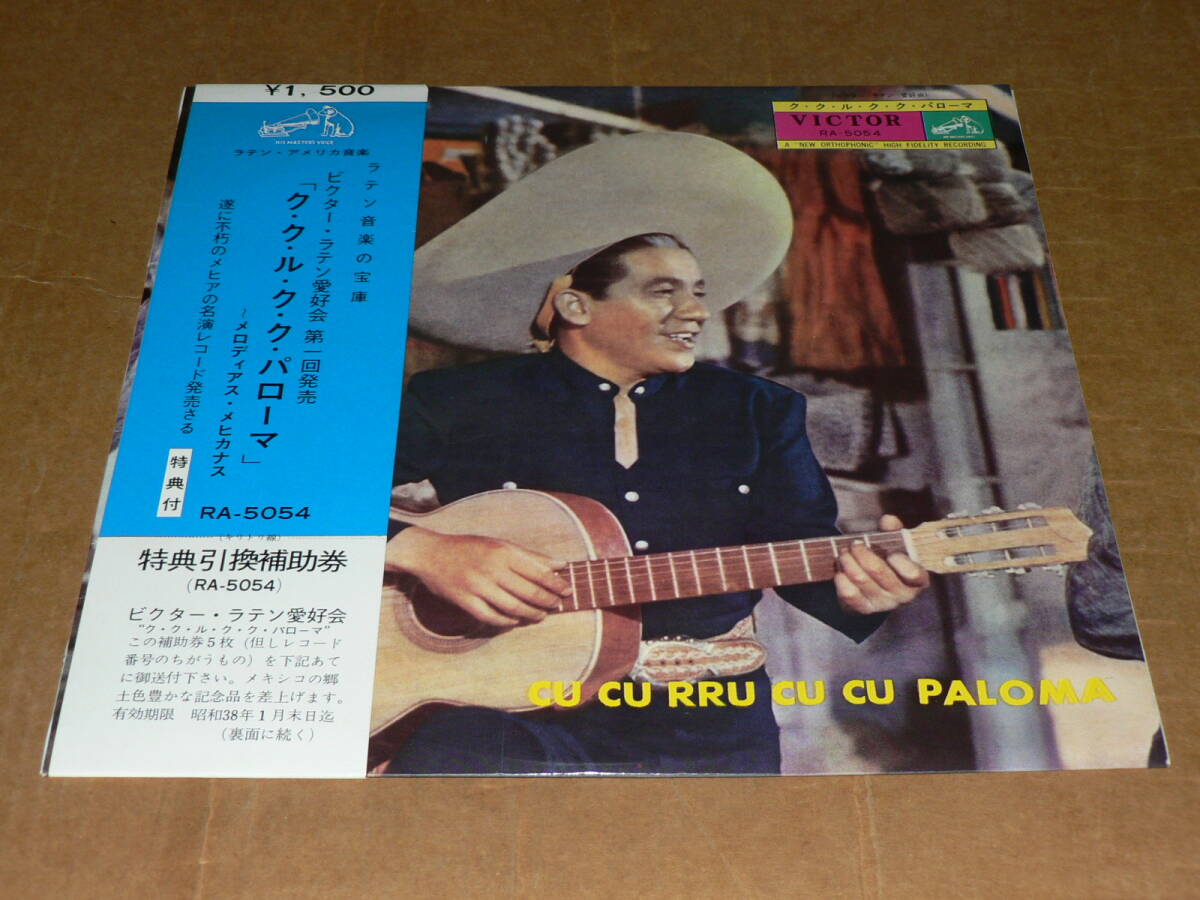 ¥1,500
HIS MASTERS VOICE
ラテン・アメリカ音楽
ラテン音楽の宝庫
ビクター・ラテン愛好会 第一回発売
「ク・ク・ル・ク・ク・パローマ」
~メロディアス・メヒカナス
遂に不朽のメヒアの名演レコード発売さる
特典付
RA-5054
(キリトリ線)
特典引換補助券
(RA-5054)
ビクター・ラテン愛好会
"ク・ク・ル・ク・ク・パローマ"
この補助券5枚(但しレコード
番号のちがうもの)を下記あて
に御送付下さい。メキシコの郷
土色豊かな記念品を差上げます。
有効期限 昭和38年1月末日迄
(裏面に続く)
ク・ク・ル・ク・ク・パローマ
VICTOR
RA-5054
A "NEW ORTHOPHONIC" HIGH FIDELITY RECORDING
CU CU RRU CU CU PALOMA